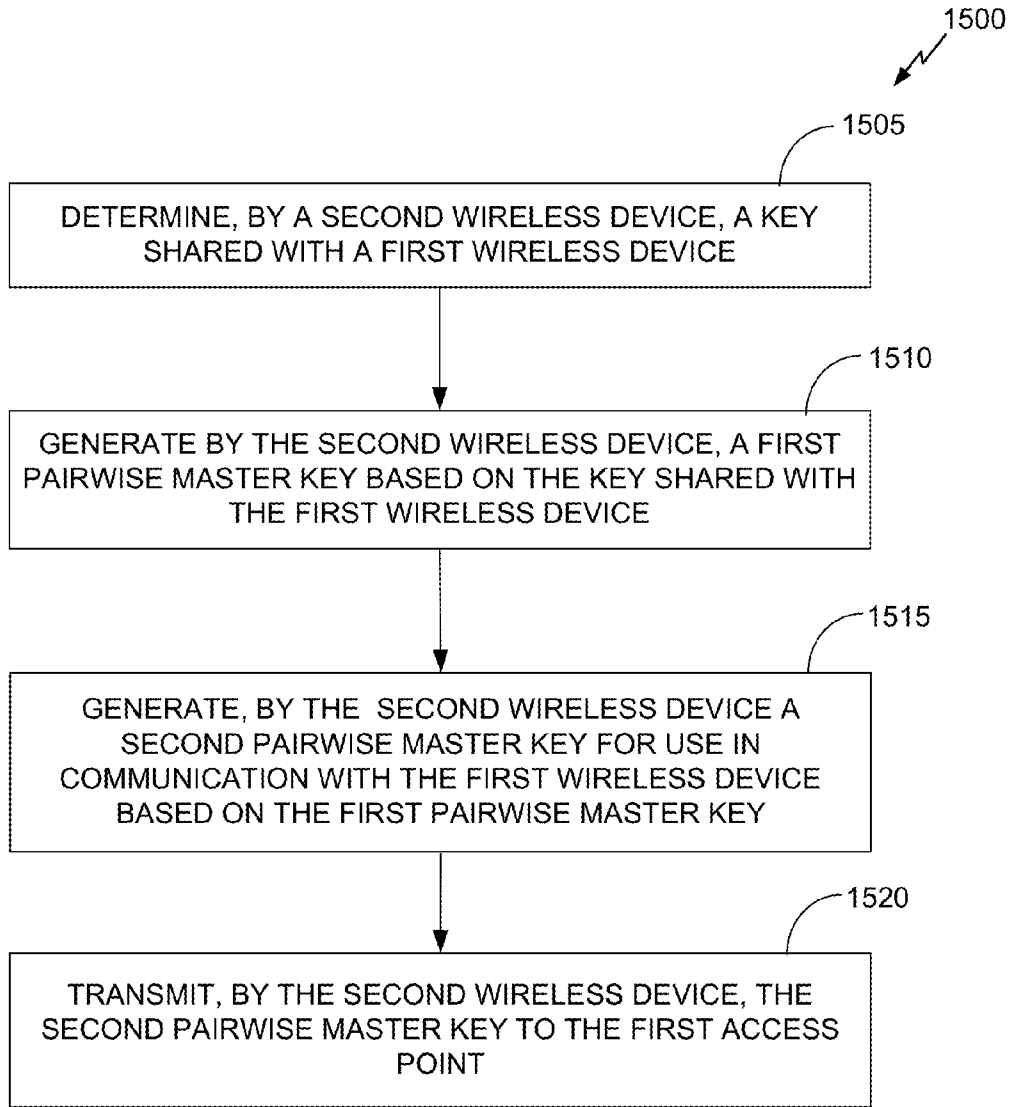 1500
1505
DETERMINE, BY A SECOND WIRELESS DEVICE, A KEY
SHARED WITH A FIRST WIRELESS DEVICE
1510
GENERATE BY THE SECOND WIRELESS DEVICE, A FIRST
PAIRWISE MASTER KEY BASED ON THE KEY SHARED WITH
THE FIRST WIRELESS DEVICE
1515
GENERATE, BY THE SECOND WIRELESS DEVICE A
SECOND PAIRWISE MASTER KEY FOR USE IN
COMMUNICATION WITH THE FIRST WIRELESS DEVICE
BASED ON THE FIRST PAIRWISE MASTER KEY
1520
TRANSMIT, BY THE SECOND WIRELESS DEVICE, THE
SECOND PAIRWISE MASTER KEY TO THE FIRST ACCESS
POINT